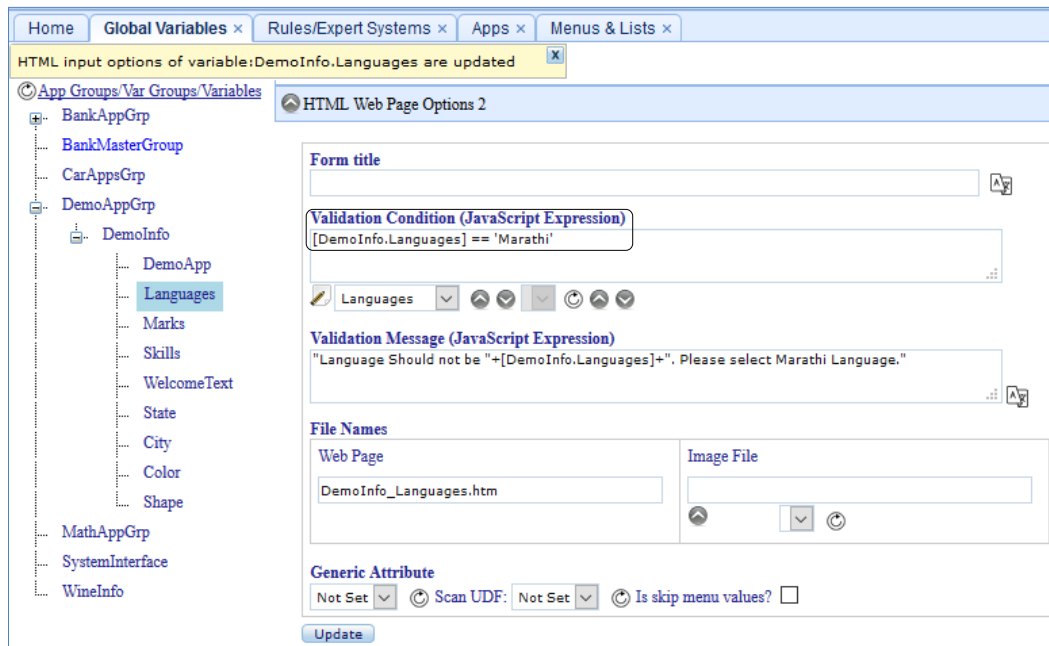 Home Global Variables × Rules/Expert Systems × Apps × Menus & Lists ×
HTML input options of variable:DemoInfo.Languages are updated X
App Groups/Var Groups/Variables
BankAppGrp
BankMasterGroup
CarAppsGrp
DemoAppGrp
DemoInfo
DemoApp
Languages
Marks
Skills
WelcomeText
State
City
Color
Shape
MathAppGrp
SystemInterface
WineInfo
HTML Web Page Options 2
Form title
Validation Condition (JavaScript Expression)
[DemoInfo.Languages] == 'Marathi'
Languages
Validation Message (JavaScript Expression)
"Language Should not be "+[DemoInfo.Languages]+". Please select Marathi Language."
File Names
Web Page Image File
DemoInfo_Languages.htm
Generic Attribute
Not Set Scan UDF: Not Set Is skip menu values?
Update